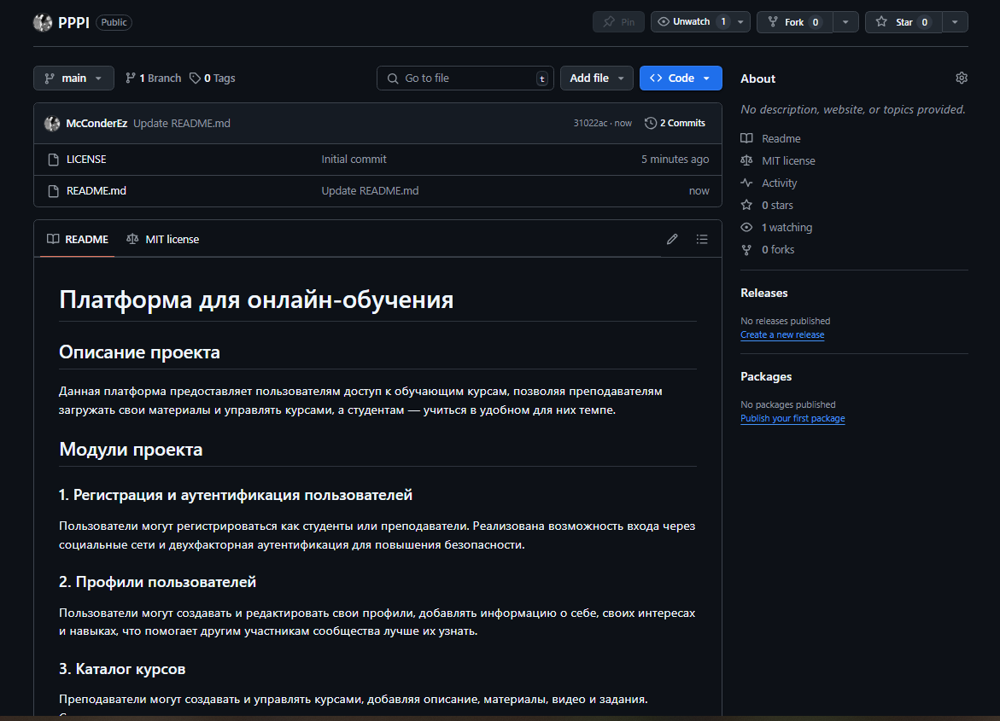 PPPI Public Pin Unwatch 1 Fork 0 Star 0
main 1 Branch 0 Tags Go to file t Add file Code
McConderEz Update README.md 31022ac · now 2 Commits
LICENSE Initial commit 5 minutes ago
README.md Update README.md now
README MIT license
Платформа для онлайн-обучения
Описание проекта
Данная платформа предоставляет пользователям доступ к обучающим курсам, позволяя преподавателям
загружать свои материалы и управлять курсами, а студентам — учиться в удобном для них темпе.
Модули проекта
1. Регистрация и аутентификация пользователей
Пользователи могут регистрироваться как студенты или преподаватели. Реализована возможность входа через
социальные сети и двухфакторная аутентификация для повышения безопасности.
2. Профили пользователей
Пользователи могут создавать и редактировать свои профили, добавлять информацию о себе, своих интересах
и навыках, что помогает другим участникам сообщества лучше их узнать.
3. Каталог курсов
Преподаватели могут создавать и управлять курсами, добавляя описание, материалы, видео и задания.
About
No description, website, or topics provided.
Readme
MIT license
Activity
0 stars
1 watching
0 forks
Releases
No releases published
Create a new release
Packages
No packages published
Publish your first package